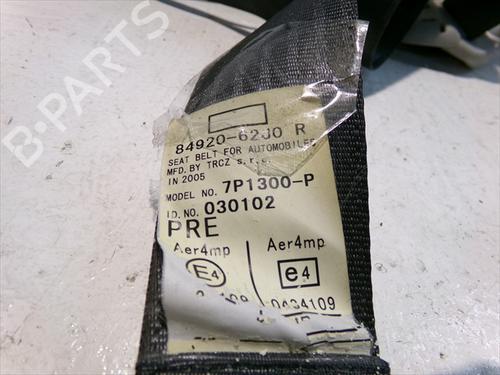 84920-62J0 R
SEAT BELT FOR AUTOMOBILES
MFD. BY TRCZ s.r.o.
IN 2005
MODEL NO. 7P1300-P
I.D. NO. 030102
PRE
Aer4mp Aer4mp
E4 e4
0434109
B-PARTS